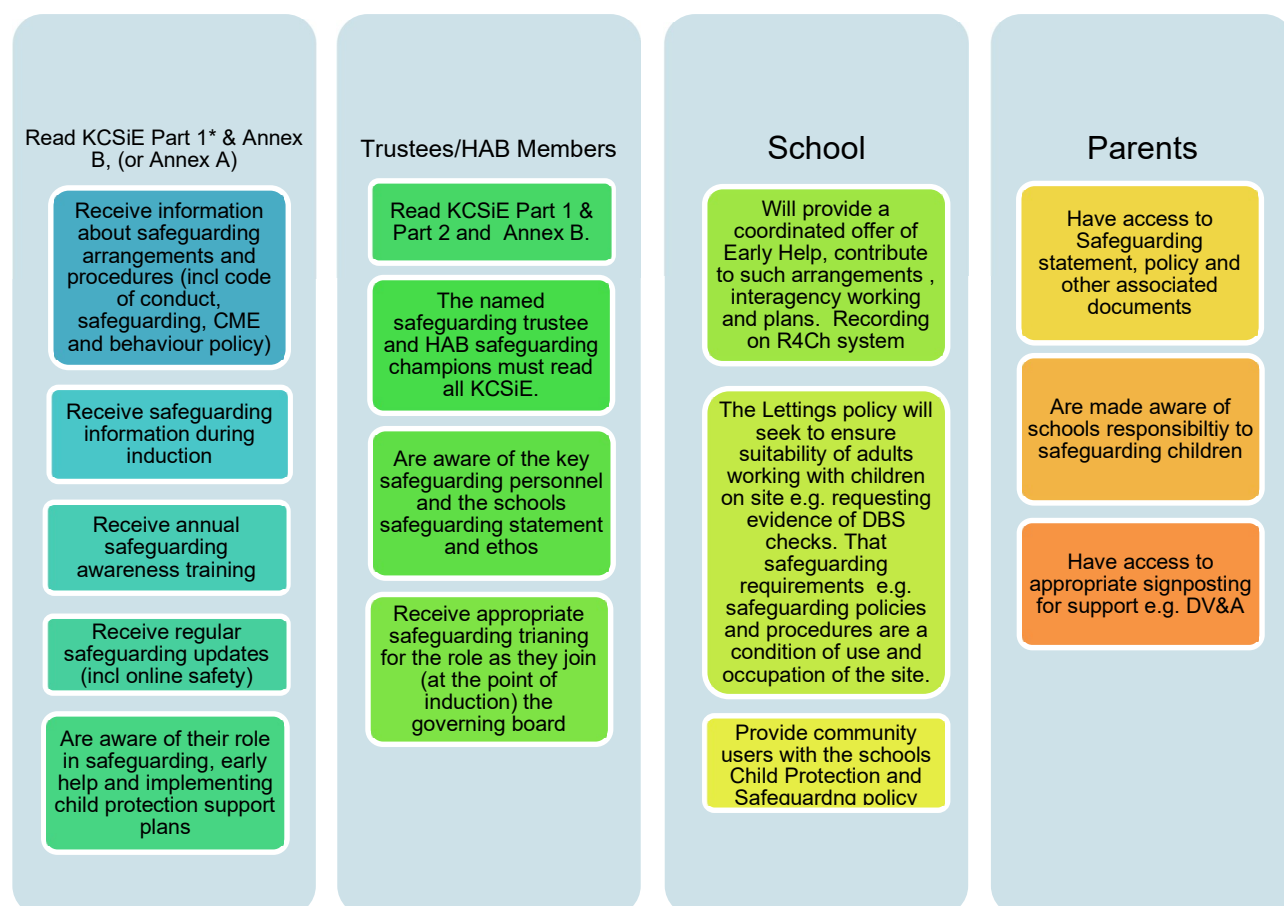 Read KCSiE Part 1* & Annex
B, (or Annex A)
Receive information
about safeguarding
arrangements and
procedures (incl code
of conduct,
safeguarding, CME
and behaviour policy)
Receive safeguarding
information during
induction
Receive annual
safeguarding
awareness training
Receive regular
safeguarding updates
(incl online safety)
Are aware of their role
in safeguarding, early
help and implementing
child protection support
plans
Trustees/HAB Members
Read KCSiE Part 1 &
Part 2 and Annex B.
The named
safeguarding trustee
and HAB safeguarding
champions must read
all KCSiE.
Are aware of the key
safeguarding personnel
and the schools
safeguarding statement
and ethos
Receive appropriate
safeguarding trianing
for the role as they join
(at the point of
induction) the
governing board
School
Will provide a
coordinated offer of
Early Help, contribute
to such arrangements ,
interagency working
and plans. Recording
on R4Ch system
The Lettings policy will
seek to ensure
suitability of adults
working with children
on site e.g. requesting
evidence of DBS
checks. That
safeguarding
requirements e.g.
safeguarding policies
and procedures are a
condition of use and
occupation of the site.
Provide community
users with the schools
Child Protection and
Safeguardng policy
Parents
Have access to
Safeguarding
statement, policy and
other associated
documents
Are made aware of
schools responsibiltiy to
safeguarding children
Have access to
appropriate signposting
for support e.g. DV&A